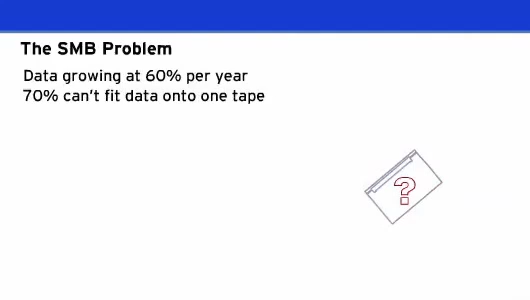 The SMB Problem
Data growing at 60% per year
70% can't fit data onto one tape
?